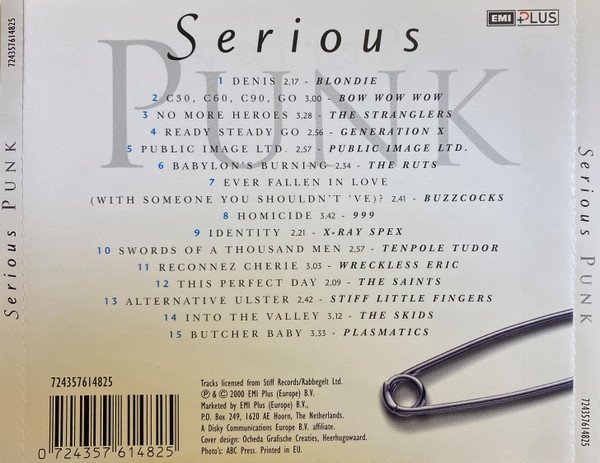 724357614825
Serious PUNK
Serious
PUNK
EMI PLUS
1 DENIS 2,17 - BLONDIE
2 C30, C60, C90, GO 3,00 - BOW WOW WOW
3 NO MORE HEROES 3,28 - THE STRANGLERS
4 READY STEADY GO 2,56 - GENERATION X
5 PUBLIC IMAGE LTD. 2,57 - PUBLIC IMAGE LTD.
6 BABYLON'S BURNING 2,34 - THE RUTS
7 EVER FALLEN IN LOVE
(WITH SOMEONE YOU SHOULDN'T 'VE)? 2,41 - BUZZCOCKS
8 HOMICIDE 3,42 - 999
9 IDENTITY 2,21 - X-RAY SPEX
10 SWORDS OF A THOUSAND MEN 2,57 - TENPOLE TUDOR
11 RECONNEZ CHERIE 3,03 - WRECKLESS ERIC
12 THIS PERFECT DAY 2,09 - THE SAINTS
13 ALTERNATIVE ULSTER 2,42 - STIFF LITTLE FINGERS
14 INTO THE VALLEY 3,12 - THE SKIDS
15 BUTCHER BABY 3,33 - PLASMATICS
724357614825
0 724357 614825
Tracks licensed from Stiff Records/Rabbegelt Ltd.
℗ & © 2000 EMI Plus (Europe) B.V.
Marketed by EMI Plus (Europe) B.V.,
P.O. Box 249, 1620 AE Hoorn, The Netherlands.
A Disky Communications Europe B.V. affiliate.
Cover design: Ocheda Grafische Creaties, Heerhugowaard.
Photo's: ABC Press. Printed in EU.
Serious PUNK
724357614825